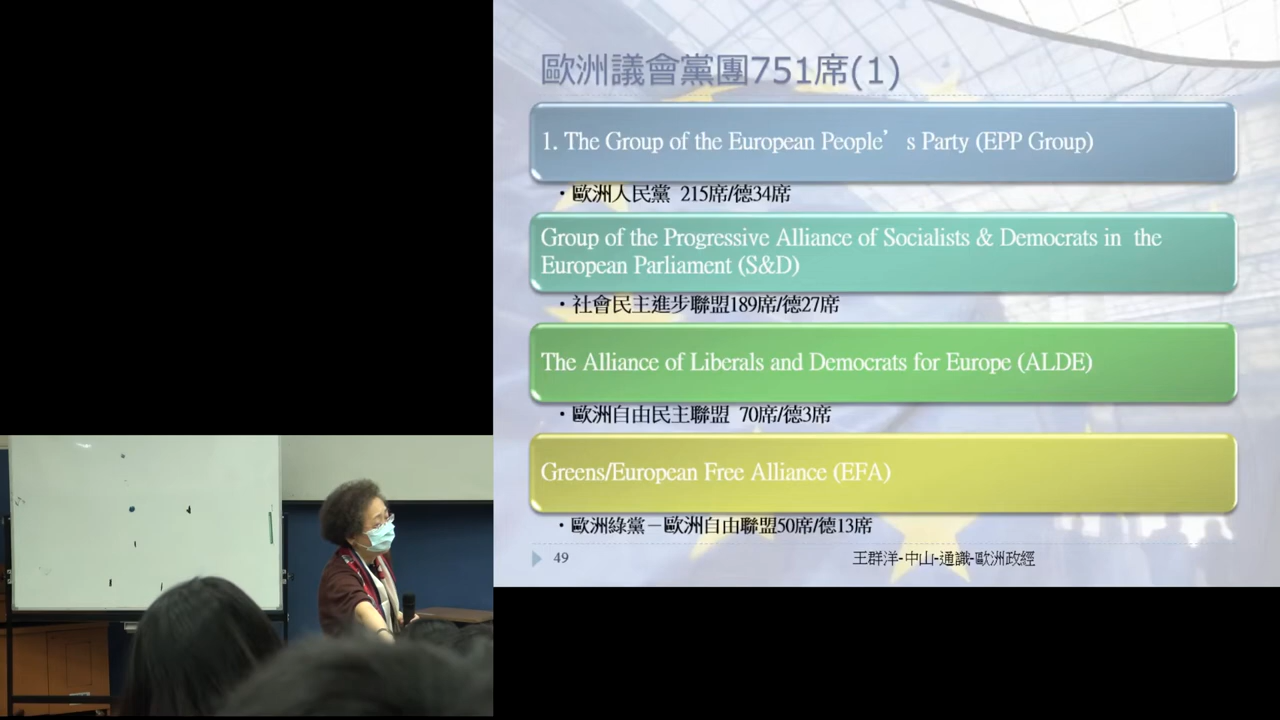 歐洲議會黨團751席(1)
1. The Group of the European People’s Party (EPP Group)
・歐洲人民黨 215席/德34席
Group of the Progressive Alliance of Socialists & Democrats in the
European Parliament (S&D)
・社會民主進步聯盟189席/德27席
The Alliance of Liberals and Democrats for Europe (ALDE)
・歐洲自由民主聯盟 70席/德3席
Greens/European Free Alliance (EFA)
・歐洲綠黨－歐洲自由聯盟50席/德13席
49
王群洋-中山-通識-歐洲政經